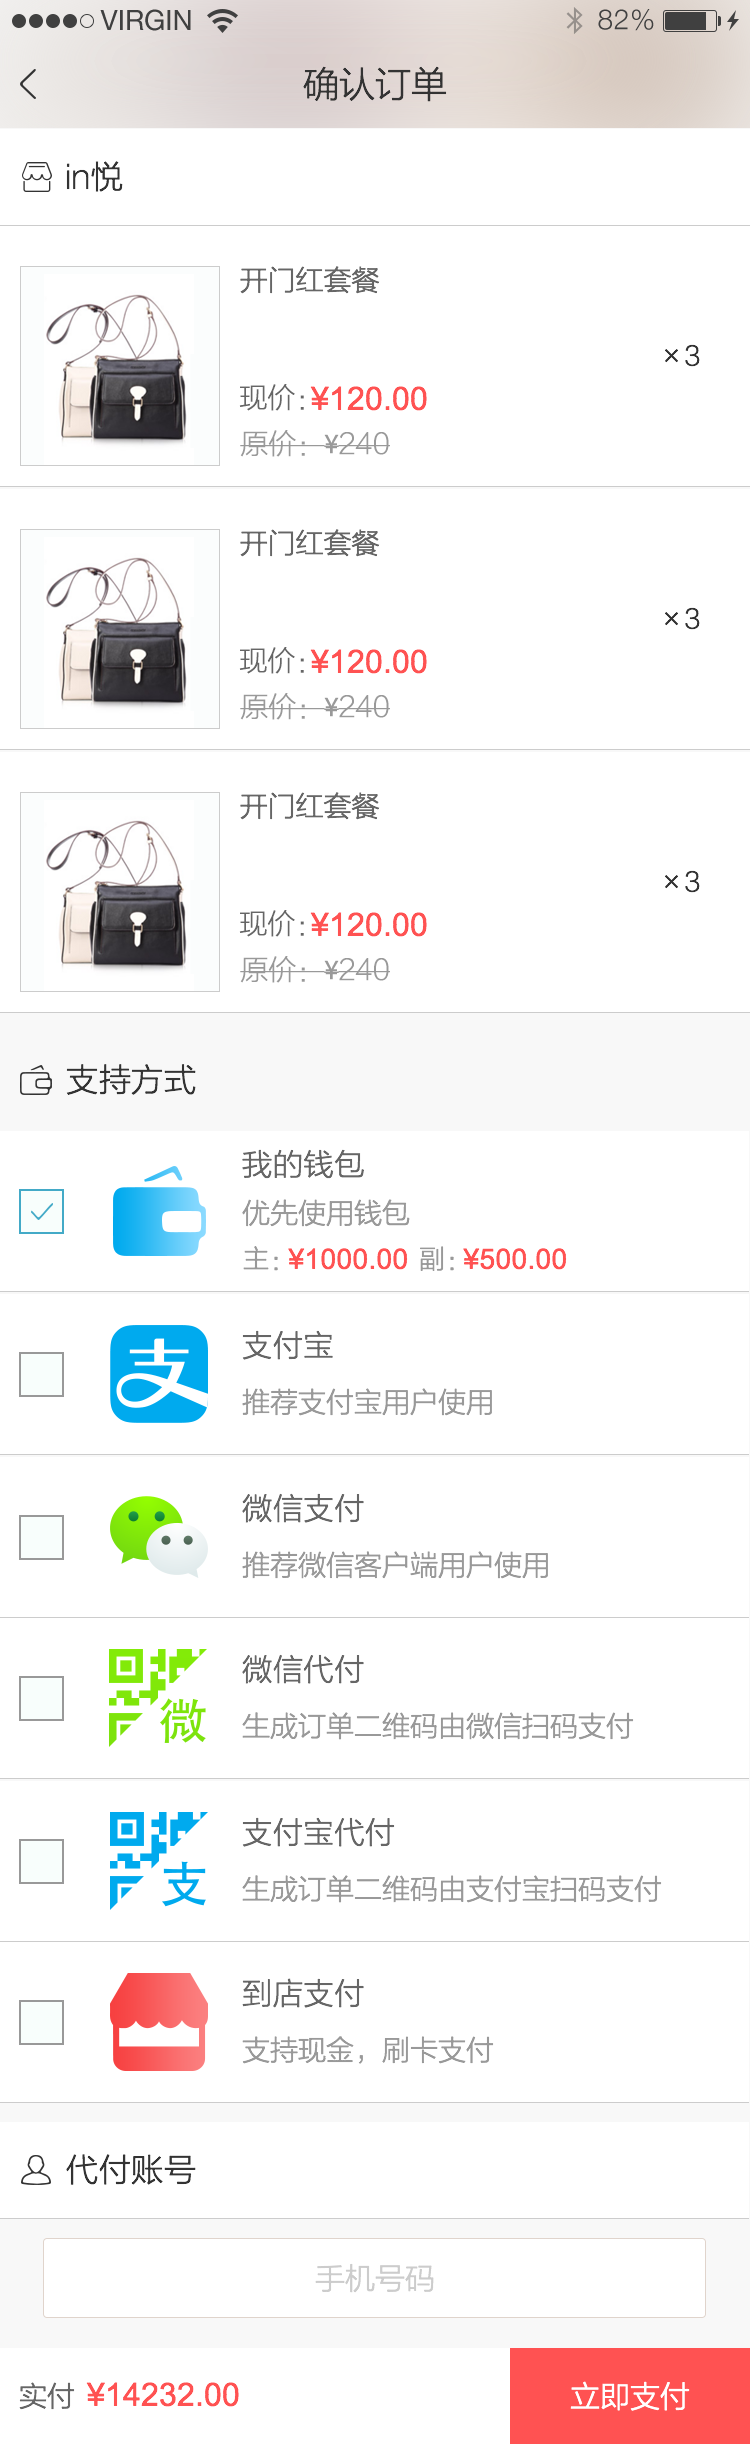 VIRGIN 82%
确认订单
in悦
开门红套餐
×3
现价:¥120.00
原价：¥240
开门红套餐
×3
现价:¥120.00
原价：¥240
开门红套餐
×3
现价:¥120.00
原价：¥240
支持方式
我的钱包
优先使用钱包
主: ¥1000.00 副: ¥500.00
支
支付宝
推荐支付宝用户使用
微信支付
推荐微信客户端用户使用
微
微信代付
生成订单二维码由微信扫码支付
支
支付宝代付
生成订单二维码由支付宝扫码支付
到店支付
支持现金，刷卡支付
代付账号
手机号码
实付 ¥14232.00
立即支付